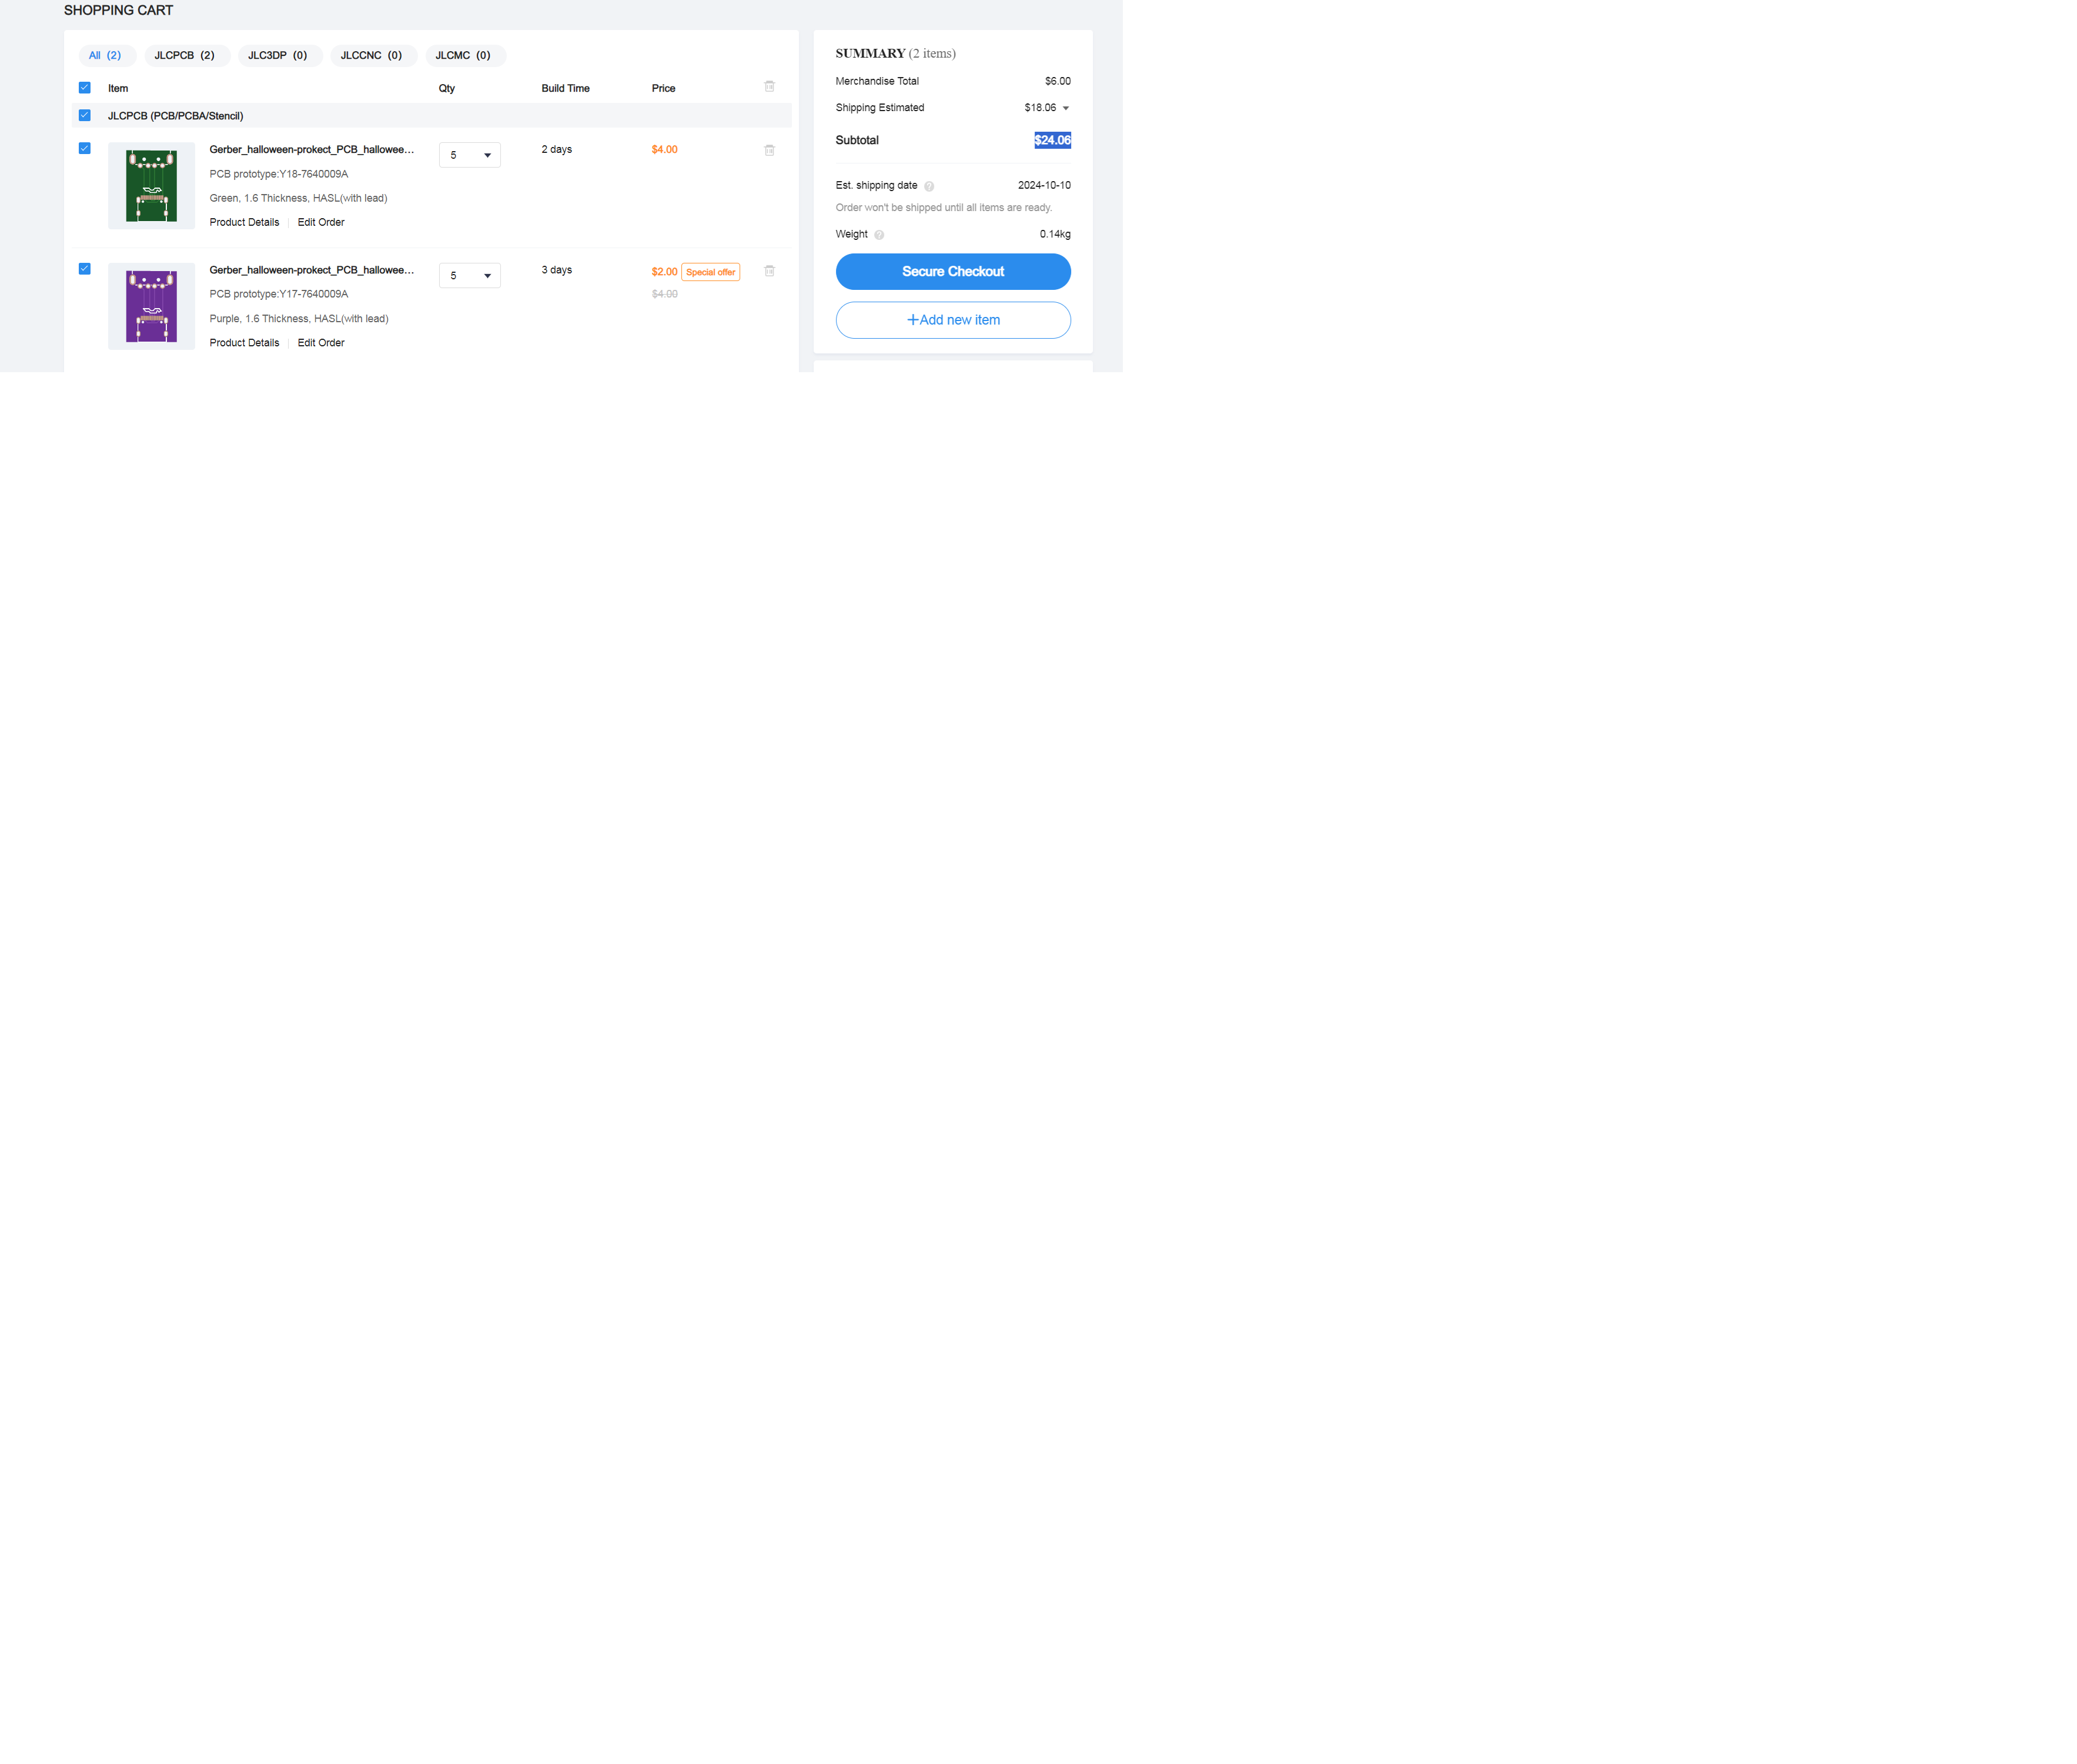 SHOPPING CART
All (2) JLCPCB (2) JLC3DP (0) JLCCNC (0) JLCMC (0)
Item Qty Build Time Price
JLCPCB (PCB/PCBA/Stencil)
Gerber_halloween-prokect_PCB_hallowee... 5 2 days $4.00
PCB prototype:Y18-7640009A
Green, 1.6 Thickness, HASL(with lead)
Product Details Edit Order
Gerber_halloween-prokect_PCB_hallowee... 5 3 days $2.00 Special offer
PCB prototype:Y17-7640009A $4.00
Purple, 1.6 Thickness, HASL(with lead)
Product Details Edit Order
SUMMARY (2 items)
Merchandise Total $6.00
Shipping Estimated $18.06
Subtotal $24.06
Est. shipping date ? 2024-10-10
Order won't be shipped until all items are ready.
Weight ? 0.14kg
Secure Checkout
+Add new item